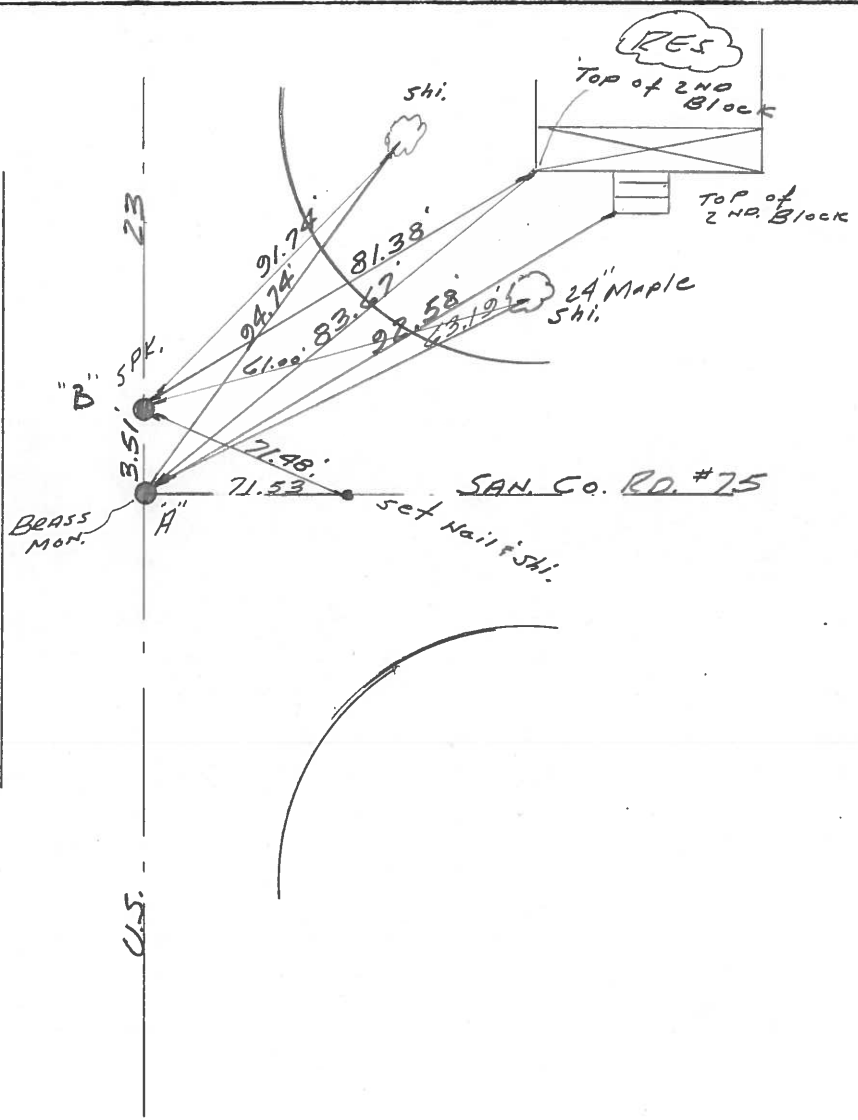 RES
Top of 2ND
Block
shi.
TOP of
2ND. Block
23
91.74'
81.38'
94.74'
83.67'
92.58'
63.19'
24" Maple
shi.
61.00'
"B" SPK.
3.51'
71.48'
71.53
SAN. CO. RD. #75
"A"
BRASS
MON.
set Nail & shi.
U.S.